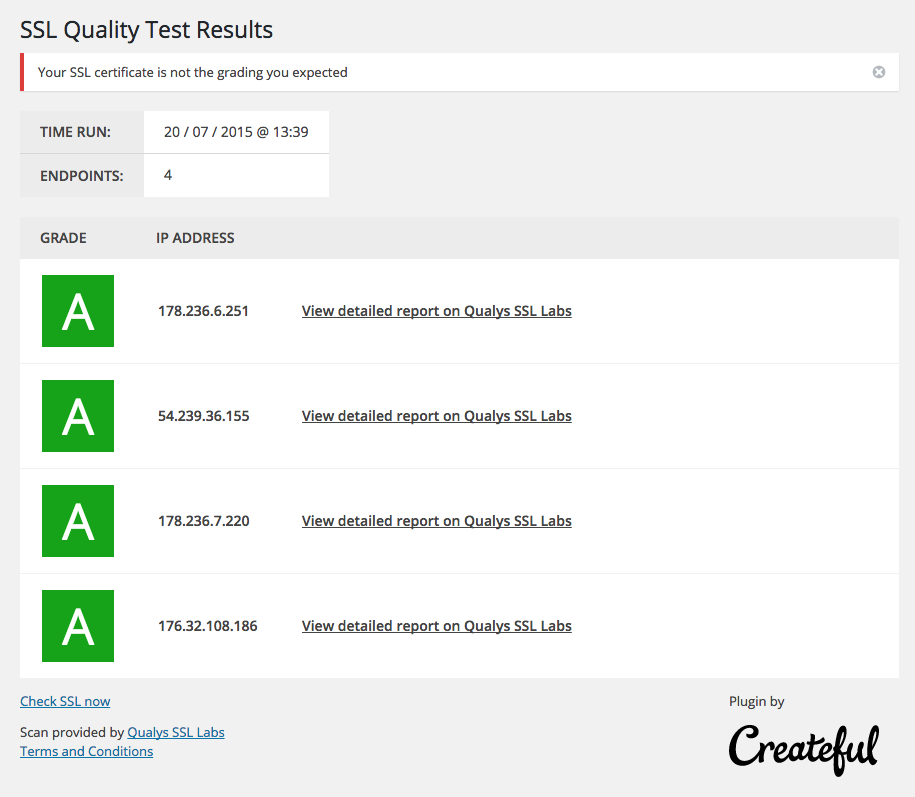 SSL Quality Test Results
Your SSL certificate is not the grading you expected
TIME RUN: 20 / 07 / 2015 @ 13:39
ENDPOINTS: 4
GRADE IP ADDRESS
A 178.236.6.251 View detailed report on Qualys SSL Labs
A 54.239.36.155 View detailed report on Qualys SSL Labs
A 178.236.7.220 View detailed report on Qualys SSL Labs
A 176.32.108.186 View detailed report on Qualys SSL Labs
Check SSL now
Scan provided by Qualys SSL Labs
Terms and Conditions
Plugin by
Createful